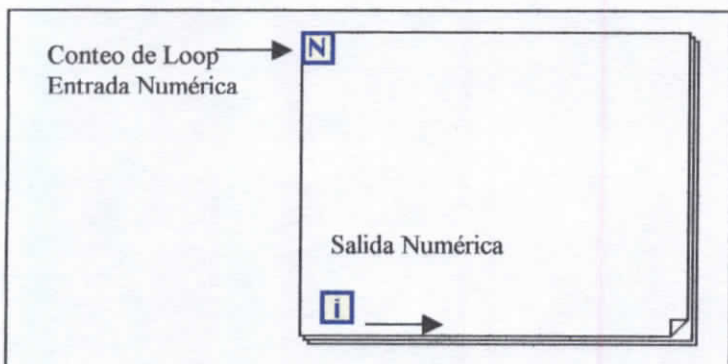 Conteo de Loop
Entrada Numérica
N
Salida Numérica
i